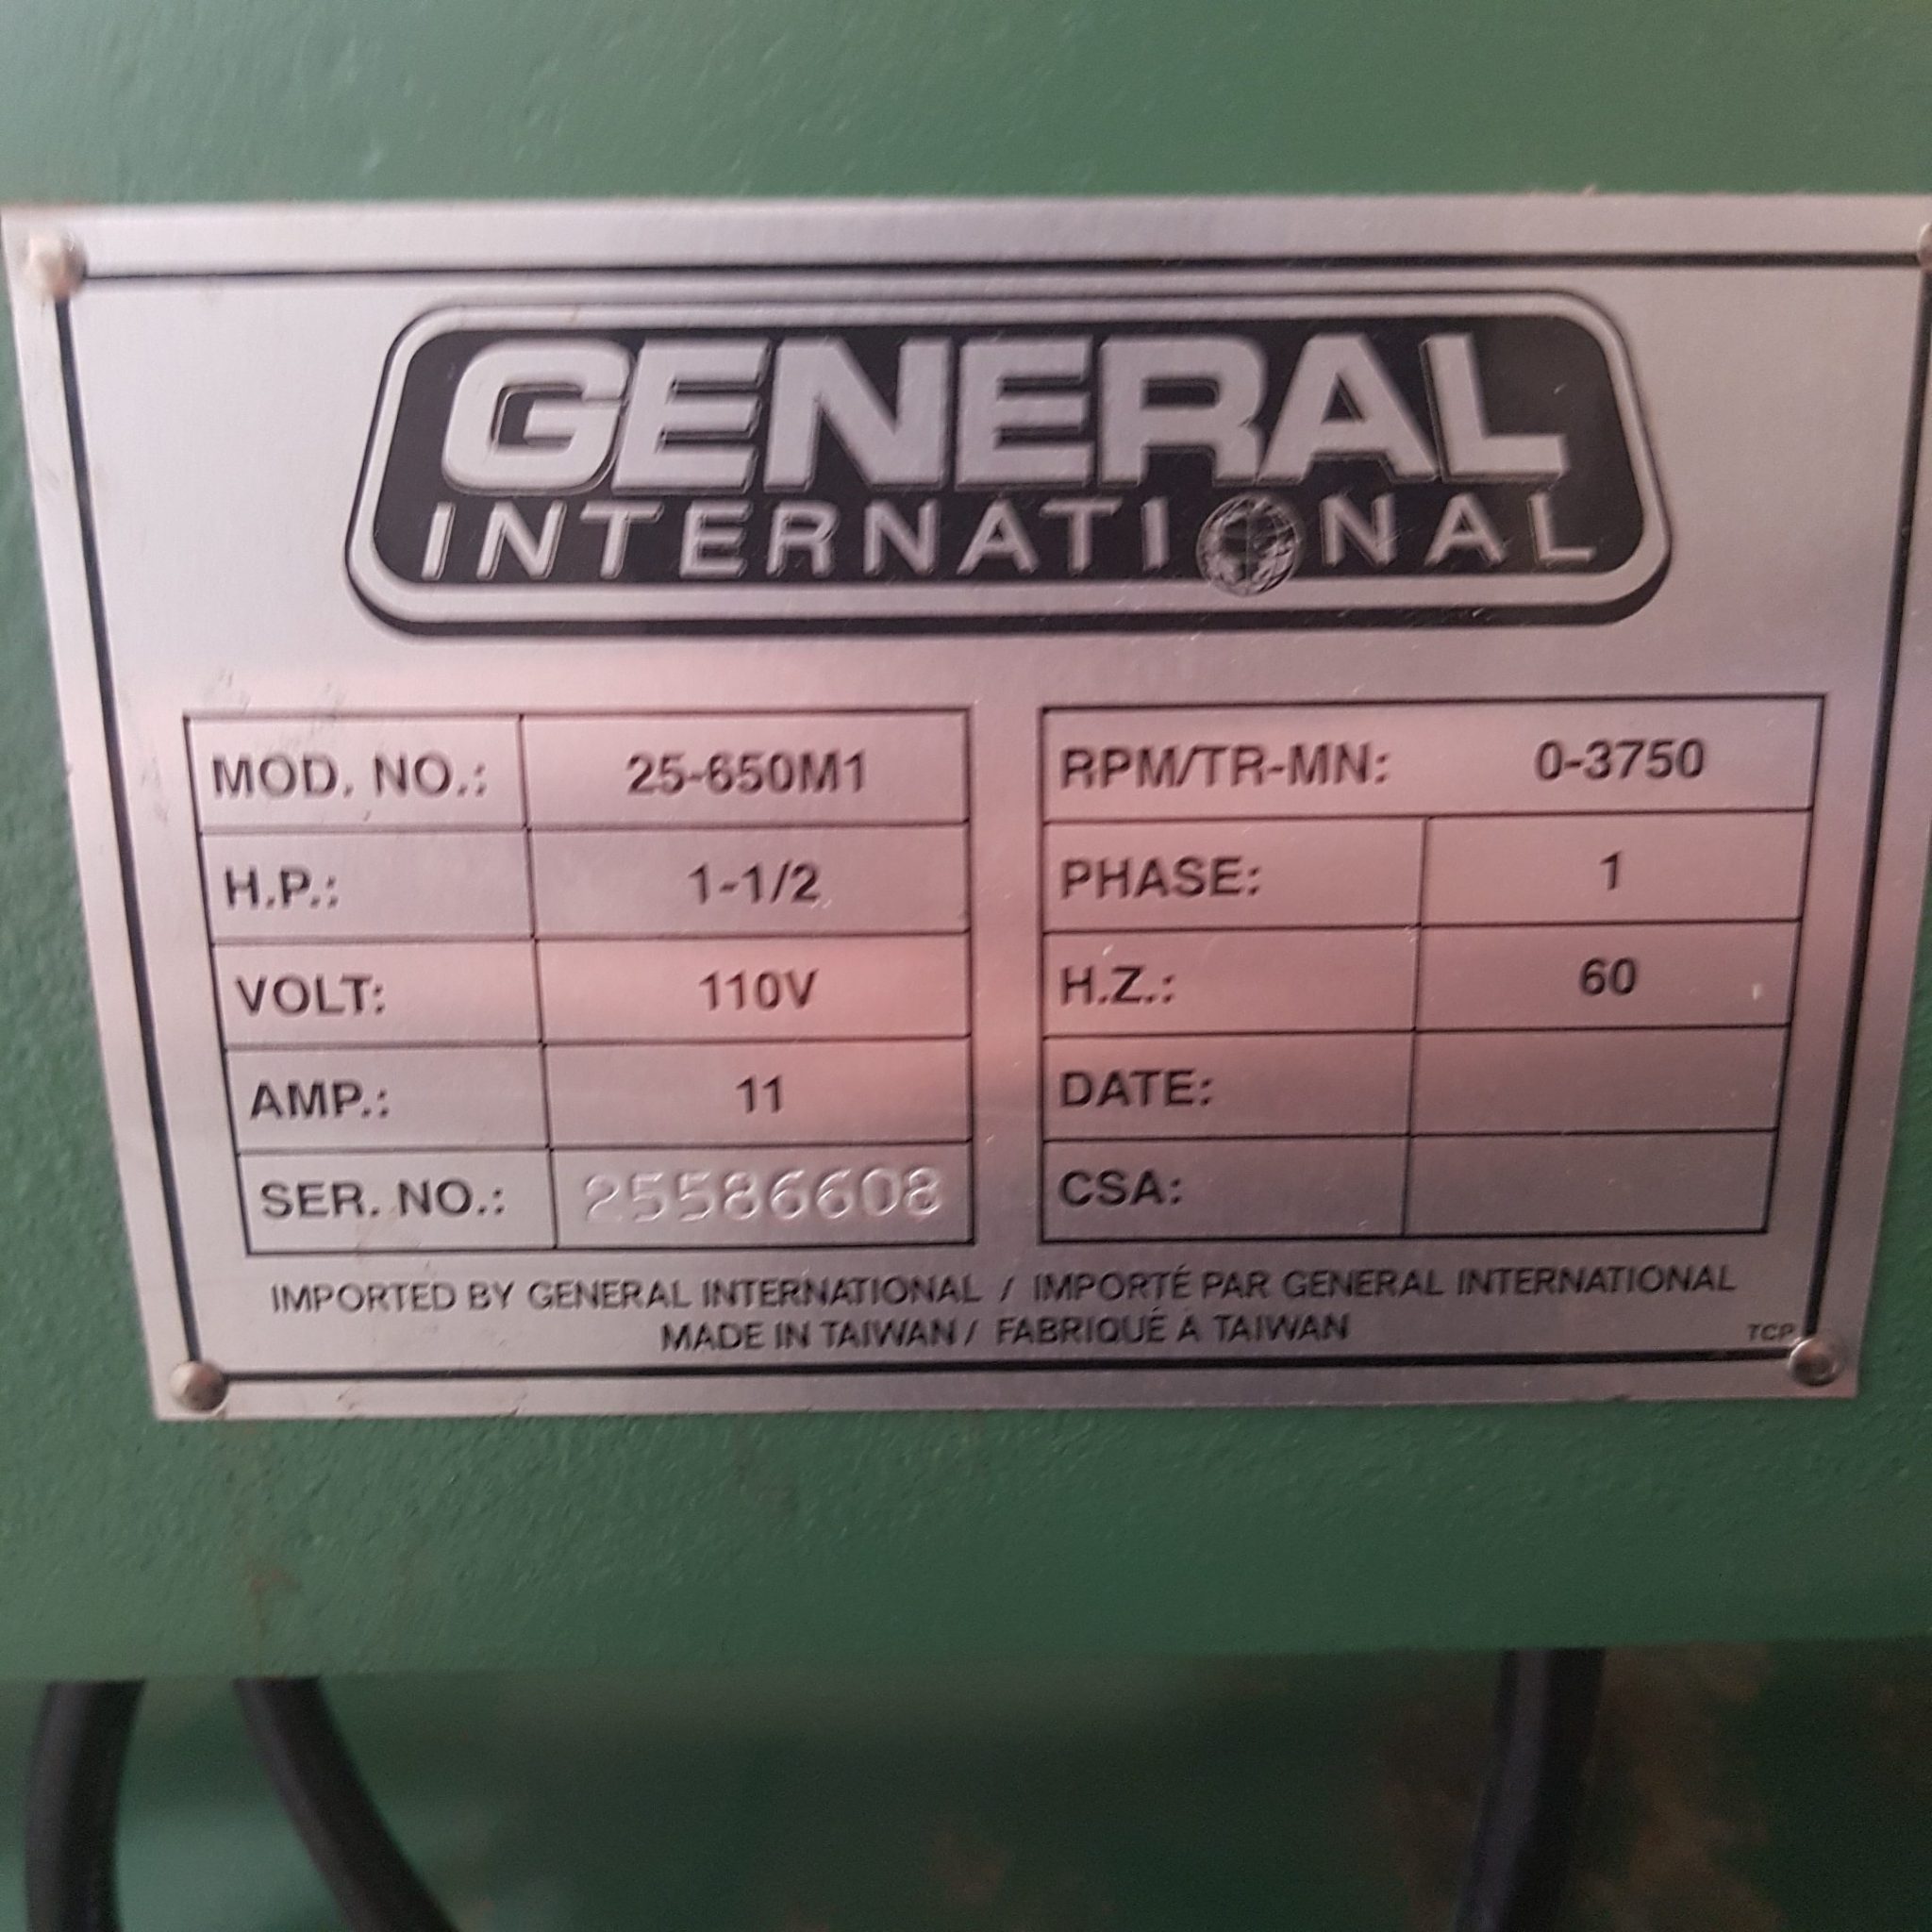 GENERAL
INTERNATIONAL
MOD. NO.: 25-650M1
H.P.: 1-1/2
VOLT: 110V
AMP.: 11
SER. NO.: 25586608
RPM/TR-MN: 0-3750
PHASE: 1
H.Z.: 60
DATE:
CSA:
IMPORTED BY GENERAL INTERNATIONAL / IMPORTÉ PAR GENERAL INTERNATIONAL
MADE IN TAIWAN / FABRIQUÉ A TAIWAN
TCP